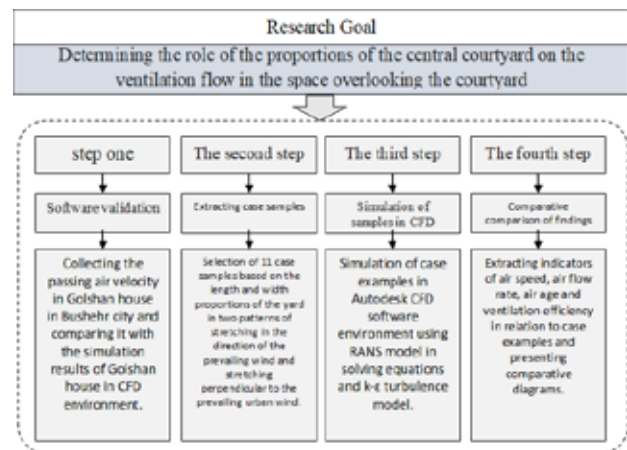 Research Goal
Determining the role of the proportions of the central courtyard on the
ventilation flow in the space overlooking the courtyard
step one
Software validation
Collecting the
passing air velocity
in Golshan house
in Bushehr city and
comparing it with
the simulation
results of Golshan
house in CFD
environment.
The second step
Extracting case samples
Selection of 11 case
samples based on the
length and width
proportions of the yard
in two patterns of
stretching in the
direction of the
prevailing wind and
stretching
perpendicular to the
prevailing urban wind.
The third step
Simulation of
samples in CFD
Simulation of case
examples in
Autodesk CFD
software
environment using
RANS model in
solving equations
and k-ε turbulence
model.
The fourth step
Comparative
comparison of findings
Extracting indicators
of air speed, air flow
rate, air age and
ventilation efficiency
in relation to case
examples and
presenting
comparative
diagrams.